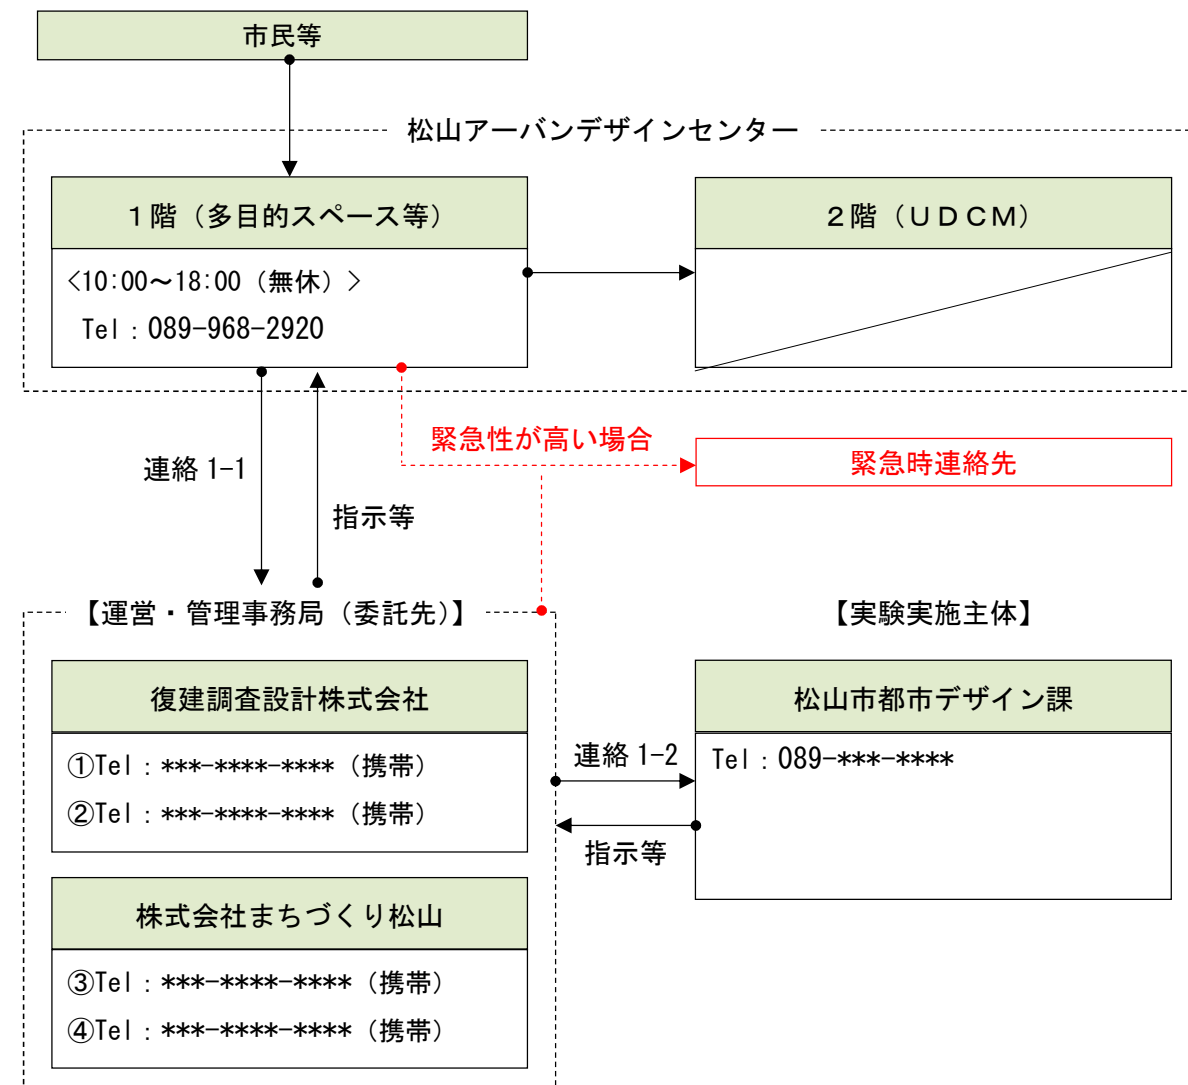 市民等
松山アーバンデザインセンター
１階（多目的スペース等）
<10:00～18:00（無休）>
Tel：089-968-2920
２階（ＵＤＣＭ）
緊急性が高い場合
緊急時連絡先
連絡 1-1
指示等
【運営・管理事務局（委託先）】
【実験実施主体】
復建調査設計株式会社
①Tel：***-****-****（携帯）
②Tel：***-****-****（携帯）
連絡 1-2
指示等
松山市都市デザイン課
Tel：089-***-****
株式会社まちづくり松山
③Tel：***-****-****（携帯）
④Tel：***-****-****（携帯）